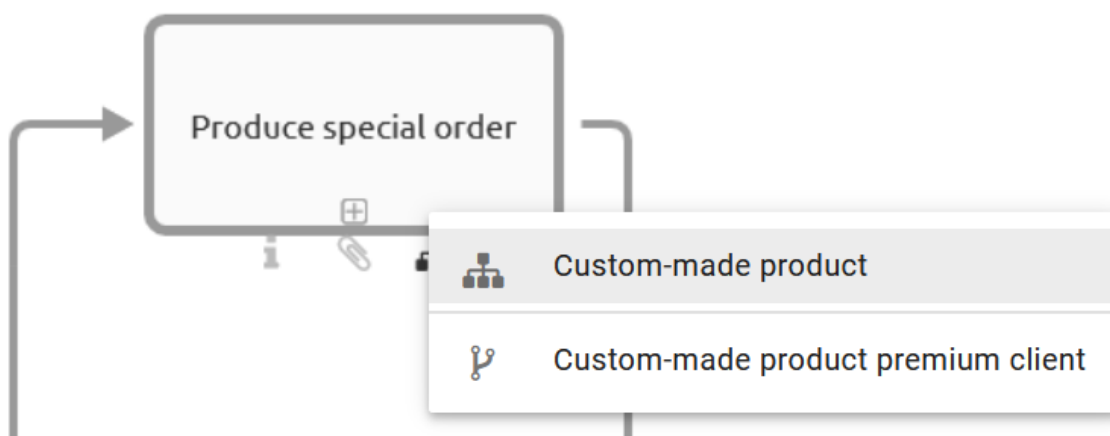 Produce special order
Custom-made product
Custom-made product premium client